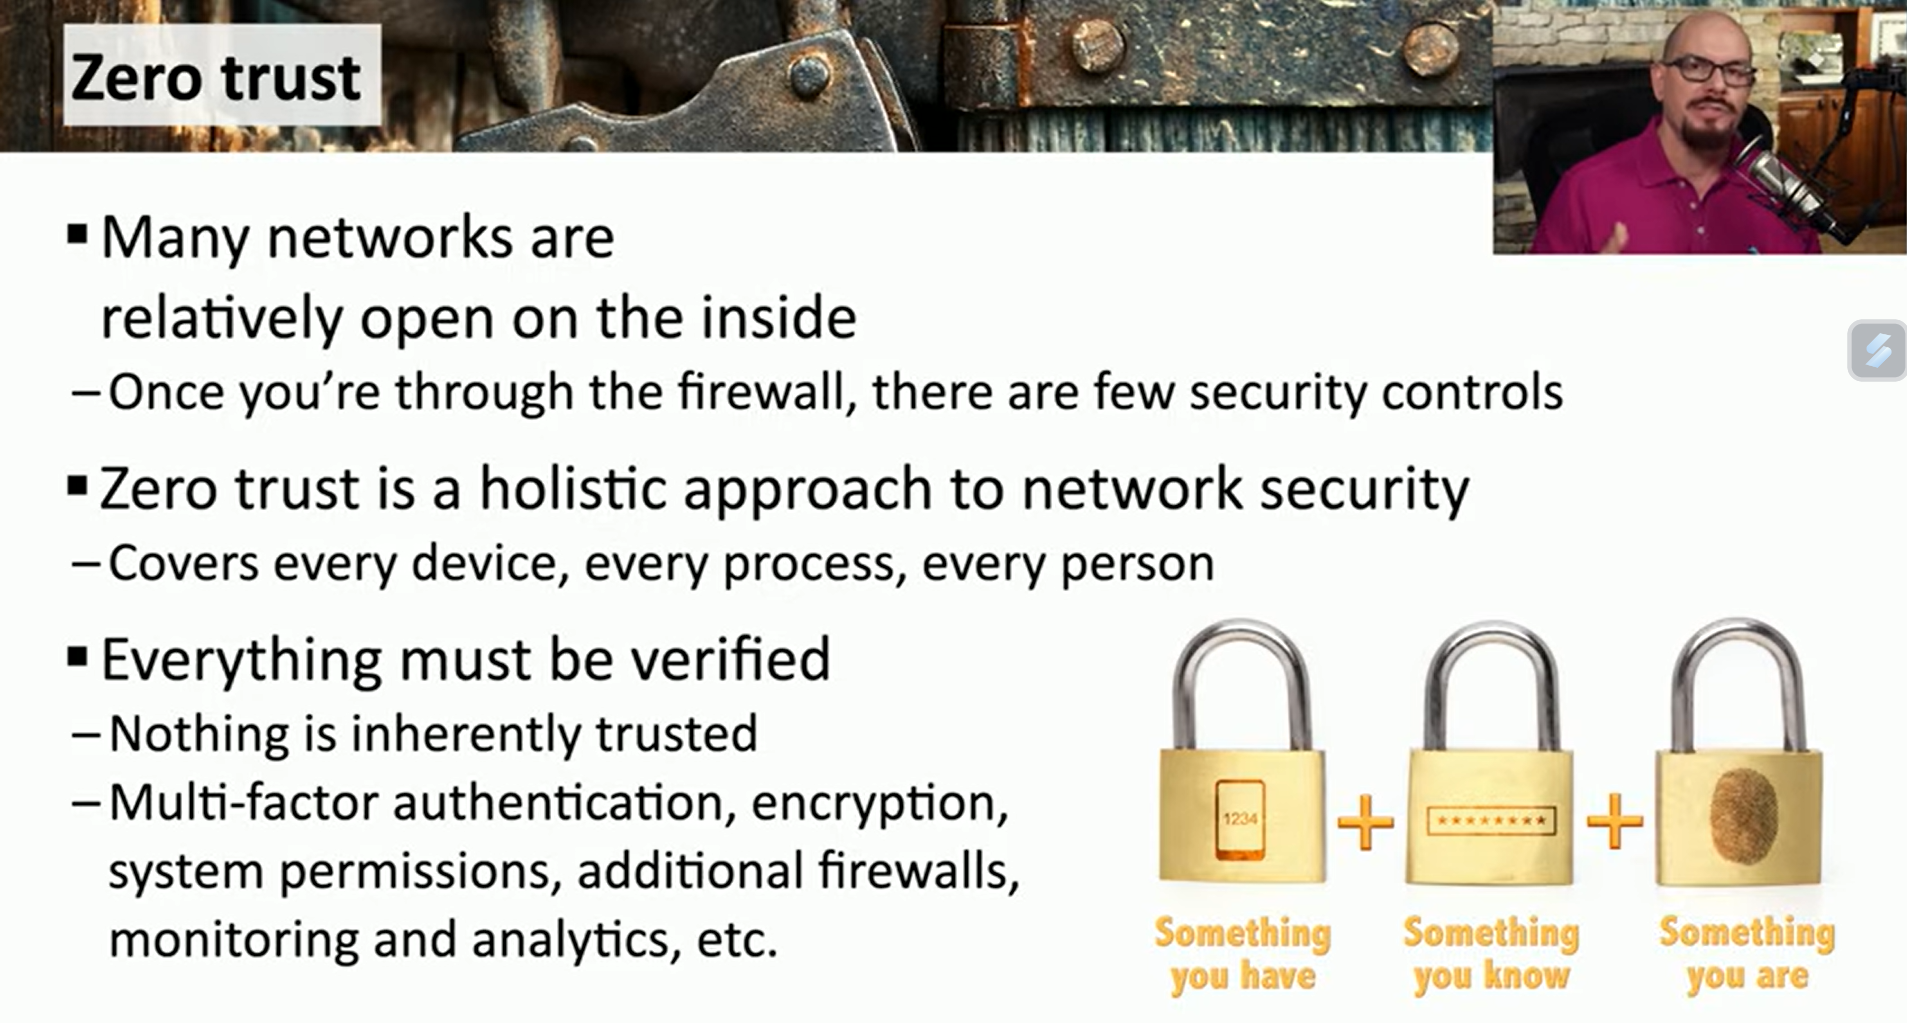 Zero trust
▪ Many networks are
relatively open on the inside
– Once you’re through the firewall, there are few security controls
▪ Zero trust is a holistic approach to network security
– Covers every device, every process, every person
▪ Everything must be verified
– Nothing is inherently trusted
– Multi-factor authentication, encryption,
system permissions, additional firewalls,
monitoring and analytics, etc.
1234
********
+ +
Something you have
Something you know
Something you are